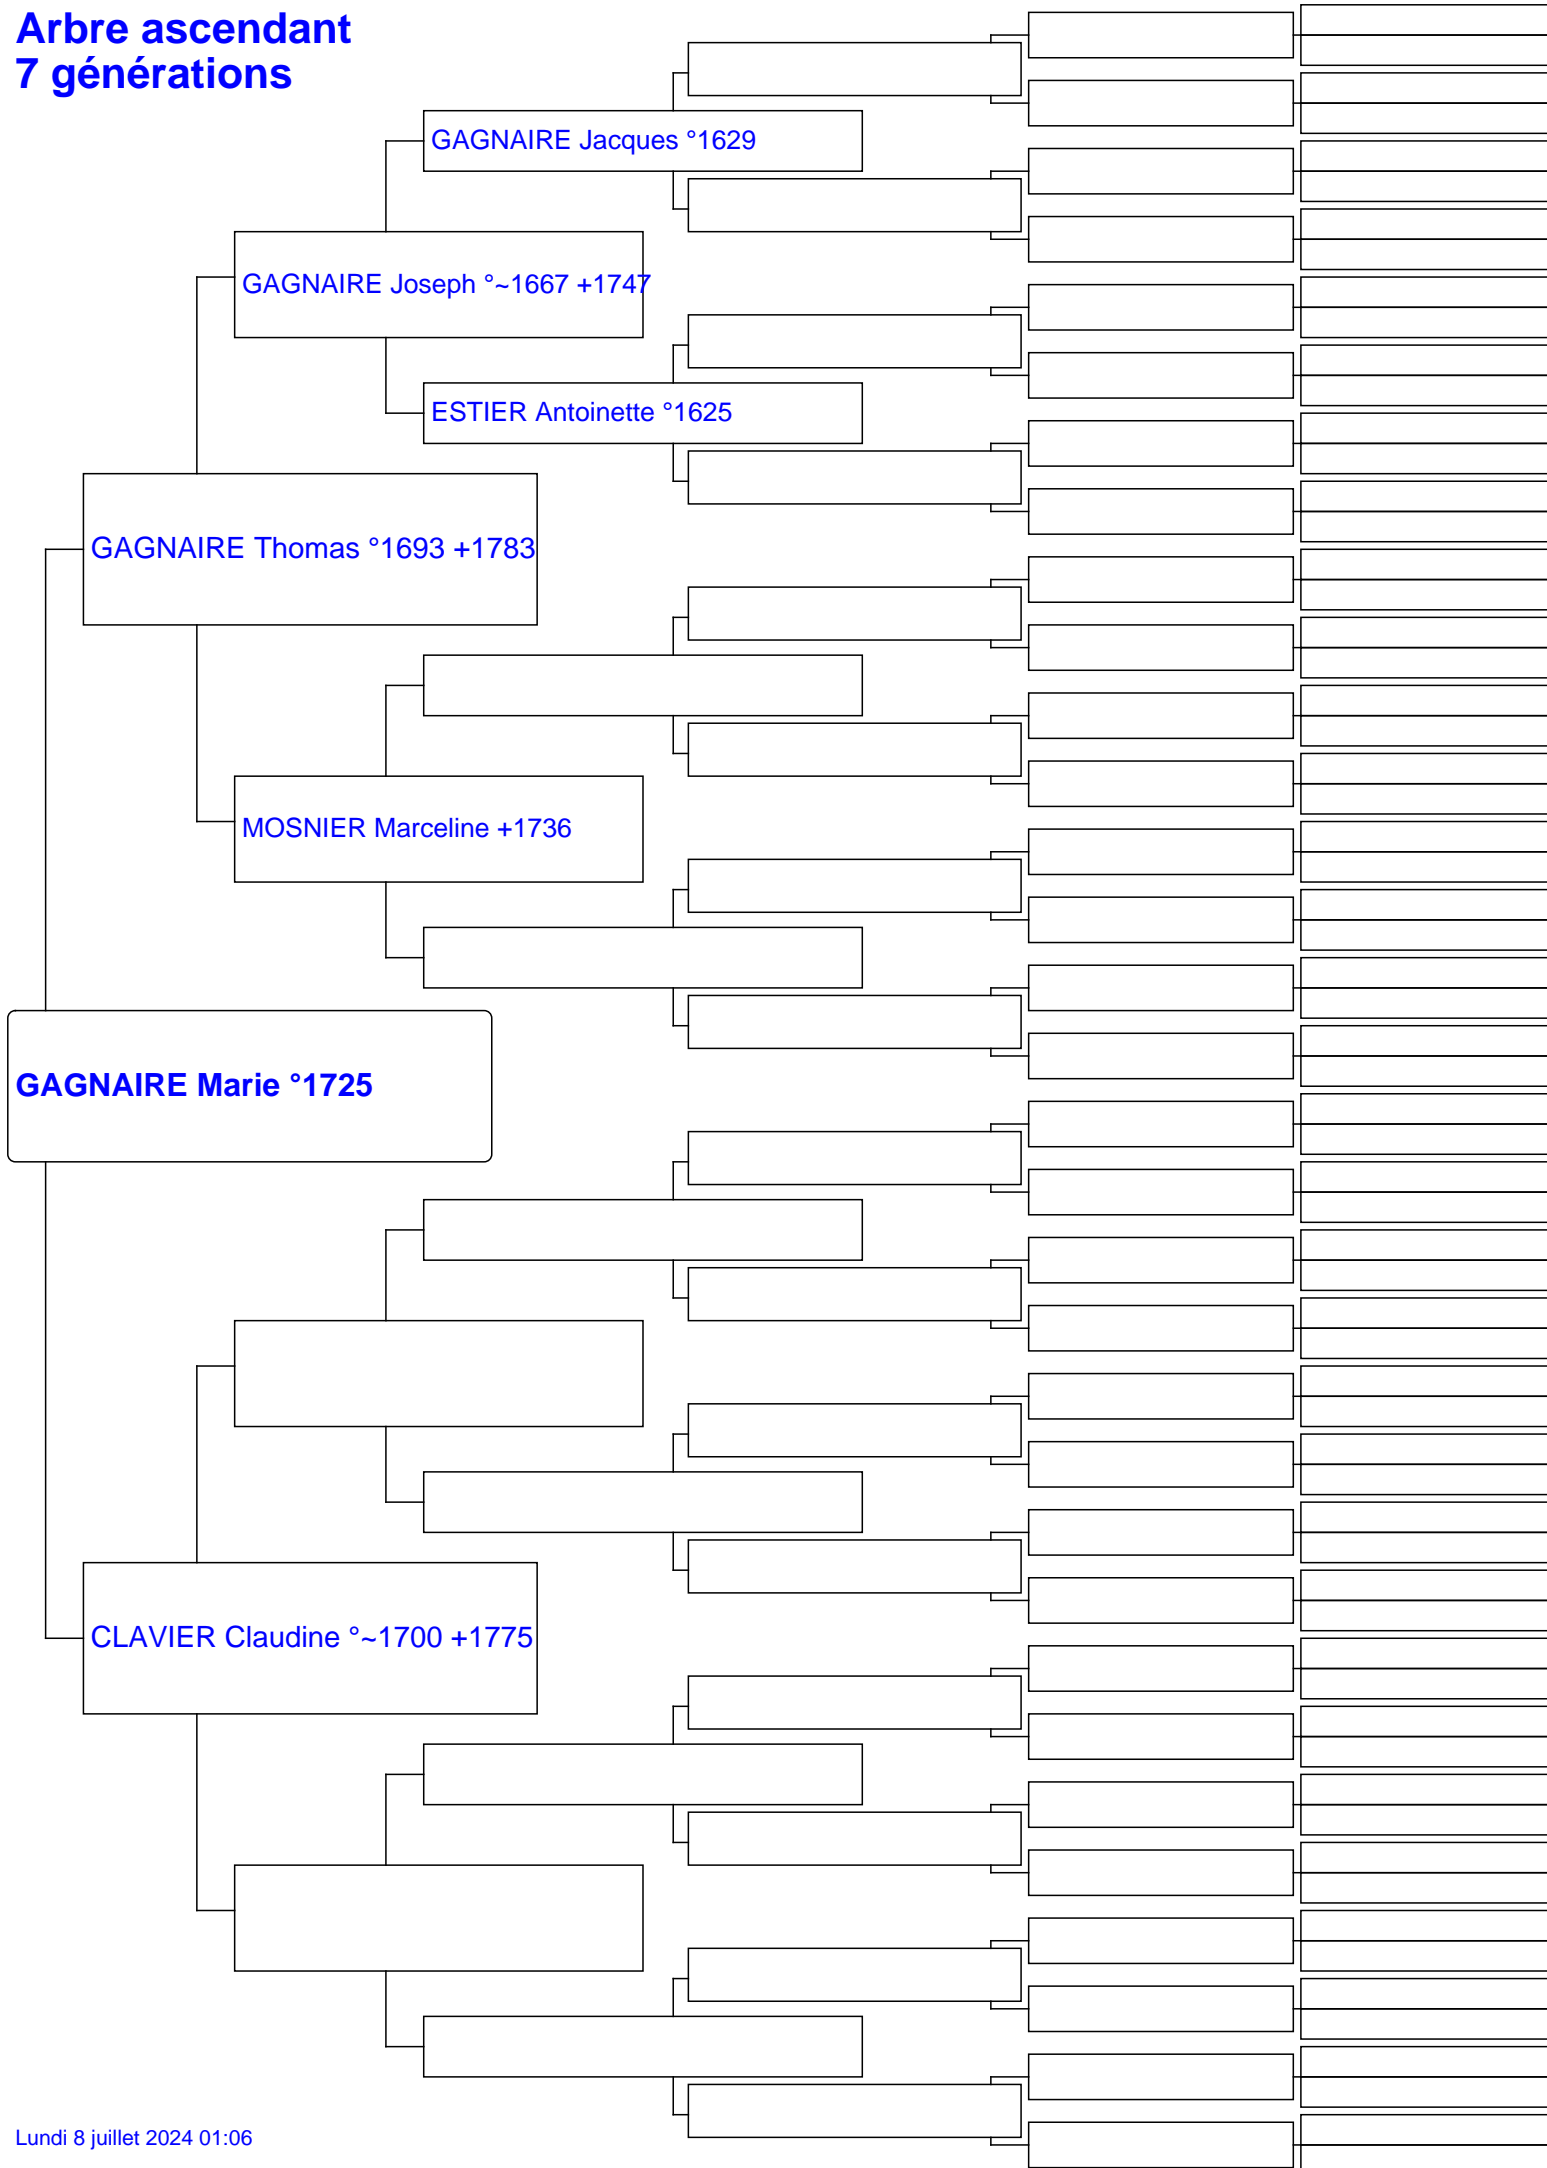 Arbre ascendant
7 générations
GAGNAIRE Jacques °1629
GAGNAIRE Joseph °~1667 +1747
ESTIER Antoinette °1625
GAGNAIRE Thomas °1693 +1783
MOSNIER Marceline +1736
GAGNAIRE Marie °1725
CLAVIER Claudine °~1700 +1775
Lundi 8 juillet 2024 01:06